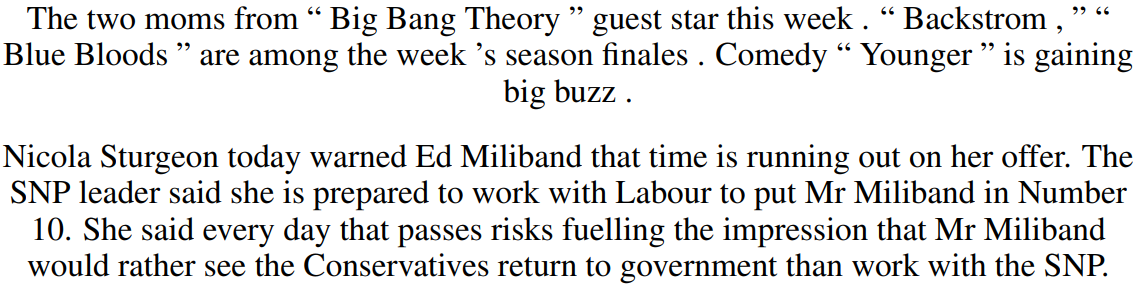 The two moms from “ Big Bang Theory ” guest star this week . “ Backstrom , ” “
Blue Bloods ” are among the week ’s season finales . Comedy “ Younger ” is gaining
big buzz .
Nicola Sturgeon today warned Ed Miliband that time is running out on her offer. The
SNP leader said she is prepared to work with Labour to put Mr Miliband in Number
10. She said every day that passes risks fuelling the impression that Mr Miliband
would rather see the Conservatives return to government than work with the SNP.